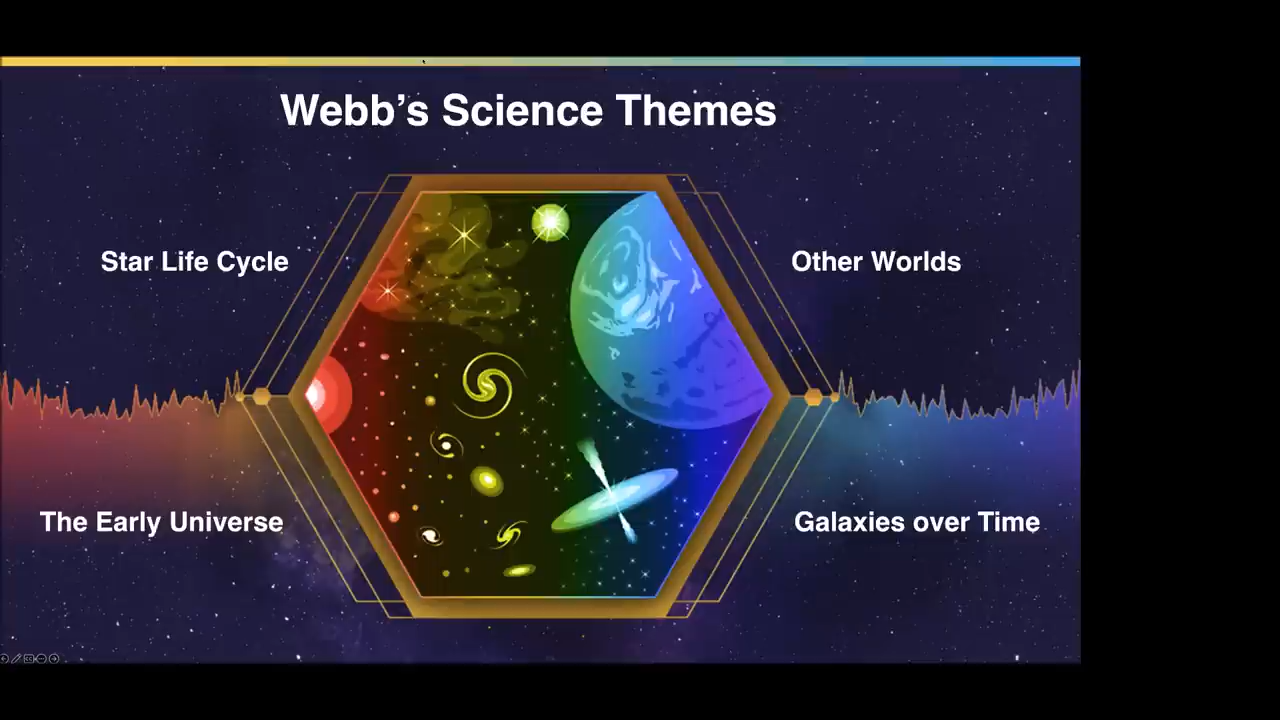 Webb’s Science Themes
Star Life Cycle
Other Worlds
The Early Universe
Galaxies over Time